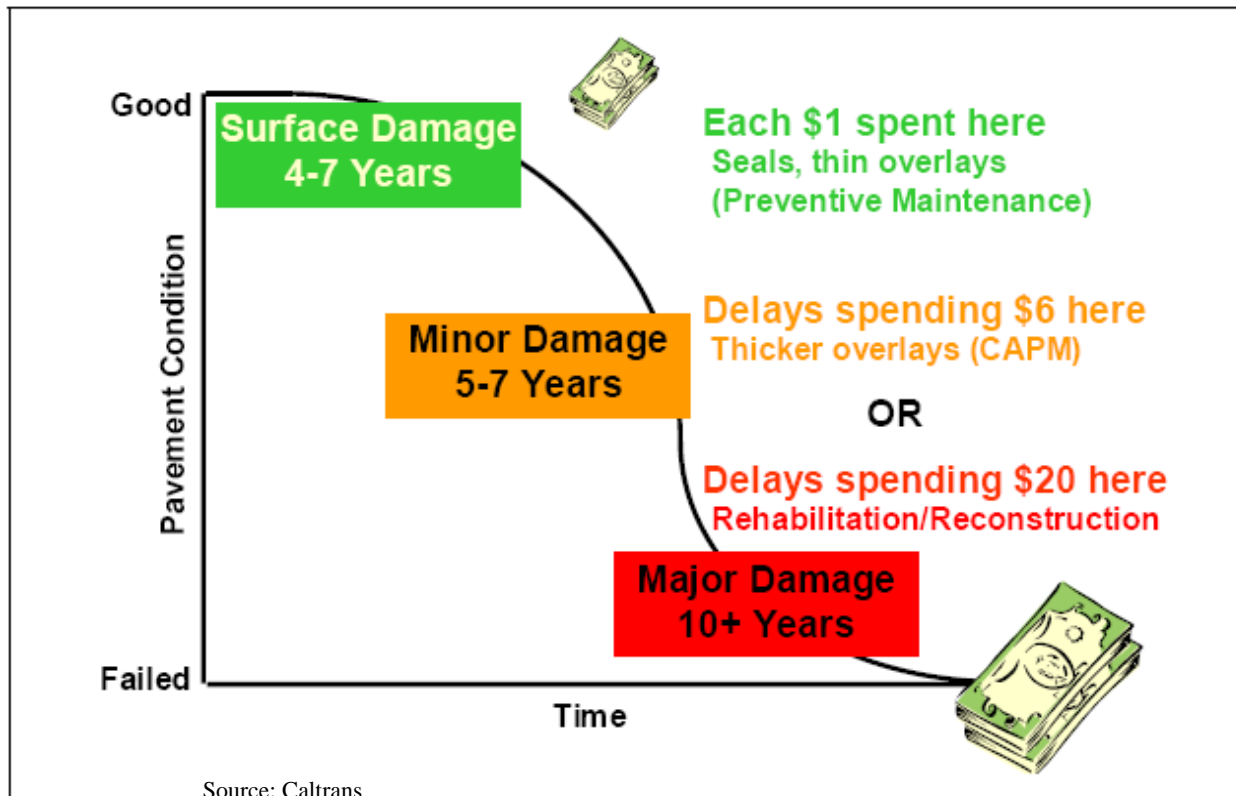 Good
Surface Damage
4-7 Years
Each $1 spent here
Seals, thin overlays
(Preventive Maintenance)
Pavement Condition
Minor Damage
5-7 Years
Delays spending $6 here
Thicker overlays (CAPM)
OR
Delays spending $20 here
Rehabilitation/Reconstruction
Major Damage
10+ Years
Failed
Time
Source: Caltrans